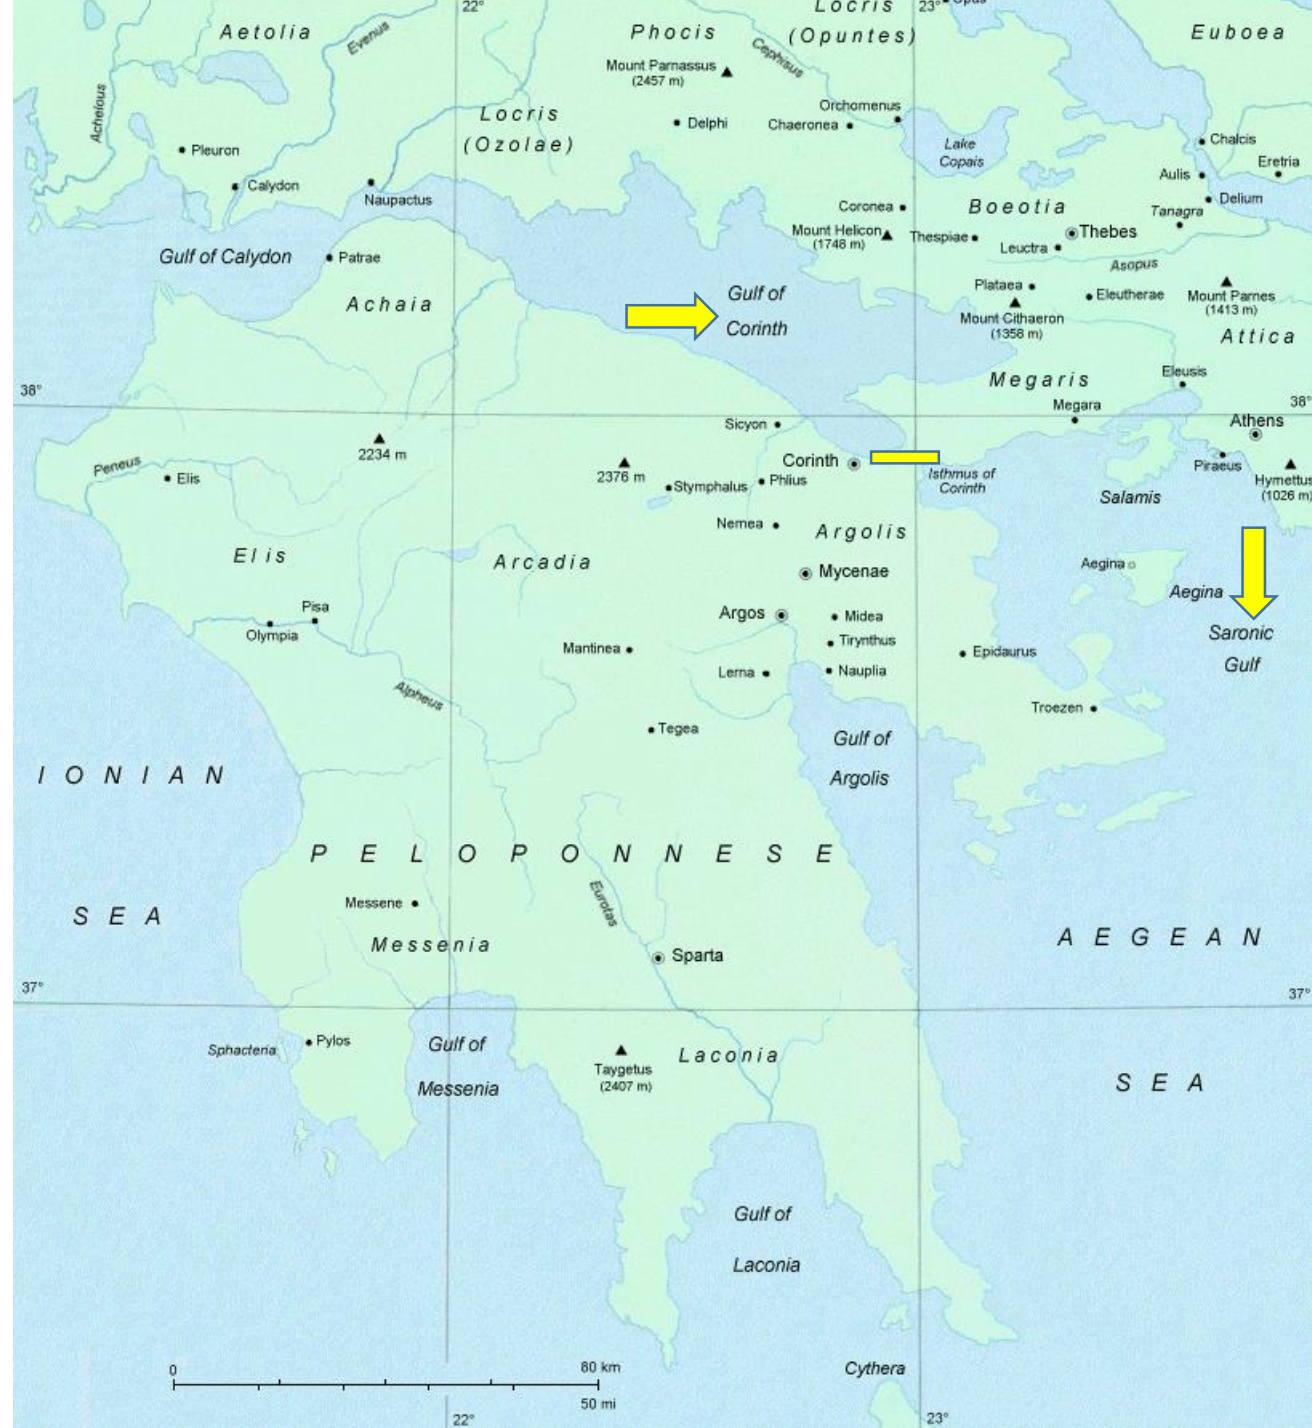 22°
Locris
23°
Opus
Aetolia
Evenus
Phocis
(Opuntes)
Euboea
Cephisus
Mount Parnassus
(2457 m)
Achelous
Locris
(Ozolae)
Delphi
Orchomenus
Chaeronea
Lake
Copais
Chalcis
Pleuron
Eretria
Aulis
Calydon
Naupactus
Delium
Coronea
Boeotia
Tanagra
Mount Helicon
(1748 m)
Thespiae
Thebes
Leuctra
Gulf of Calydon
Patrae
Asopus
Plataea
Eleutherae
Mount Parnes
(1413 m)
Gulf of
Corinth
Achaia
Mount Cithaeron
(1358 m)
Attica
Megaris
Eleusis
38°
38°
Megara
Sicyon
Athens
2234 m
Corinth
Piraeus
Peneus
Elis
2376 m
Stymphalus
Phlius
Isthmus of
Corinth
Hymettus
(1026 m)
Salamis
Nemea
Argolis
Elis
Arcadia
Mycenae
Aegina
Aegina
Pisa
Olympia
Argos
Midea
Saronic
Gulf
Mantinea
Tirynthus
Epidaurus
Lerna
Nauplia
Alpheus
Troezen
Tegea
Gulf of
Argolis
IONIAN
PELOPONNESE
Messene
Eurotas
SEA
Messenia
Sparta
AEGEAN
37°
37°
Sphacteria
Pylos
Gulf of
Messenia
Taygetus
(2407 m)
Laconia
SEA
Gulf of
Laconia
0
80 km
50 mi
Cythera
22°
23°